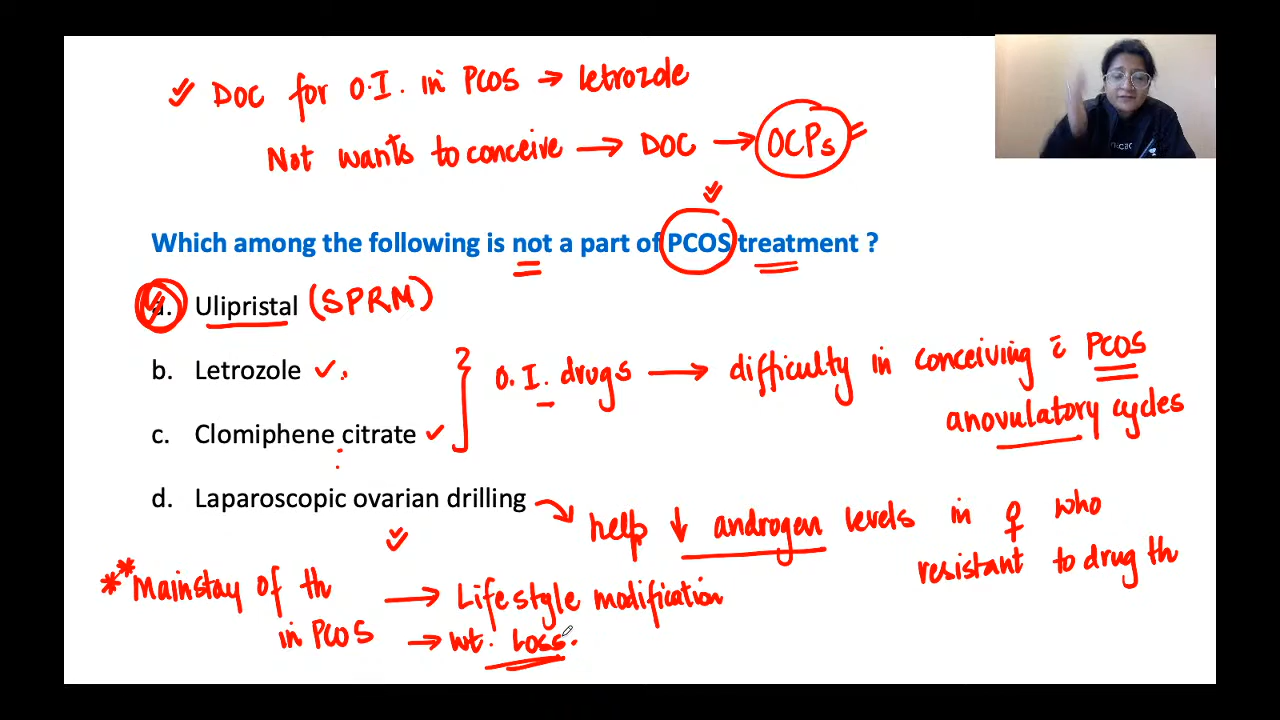 DOC for O.I. in PCOS → letrozole
Not wants to conceive → DOC → OCPs
Which among the following is not a part of PCOS treatment ?
a. Ulipristal (SPRM)
b. Letrozole
c. Clomiphene citrate
O.I. drugs → difficulty in conceiving c̄ PCOS
anovulatory cycles
d. Laparoscopic ovarian drilling
help ↓ androgen levels in ♀ who
resistant to drug th
**Mainstay of th → Lifestyle modification
in PCOS → wt. loss.